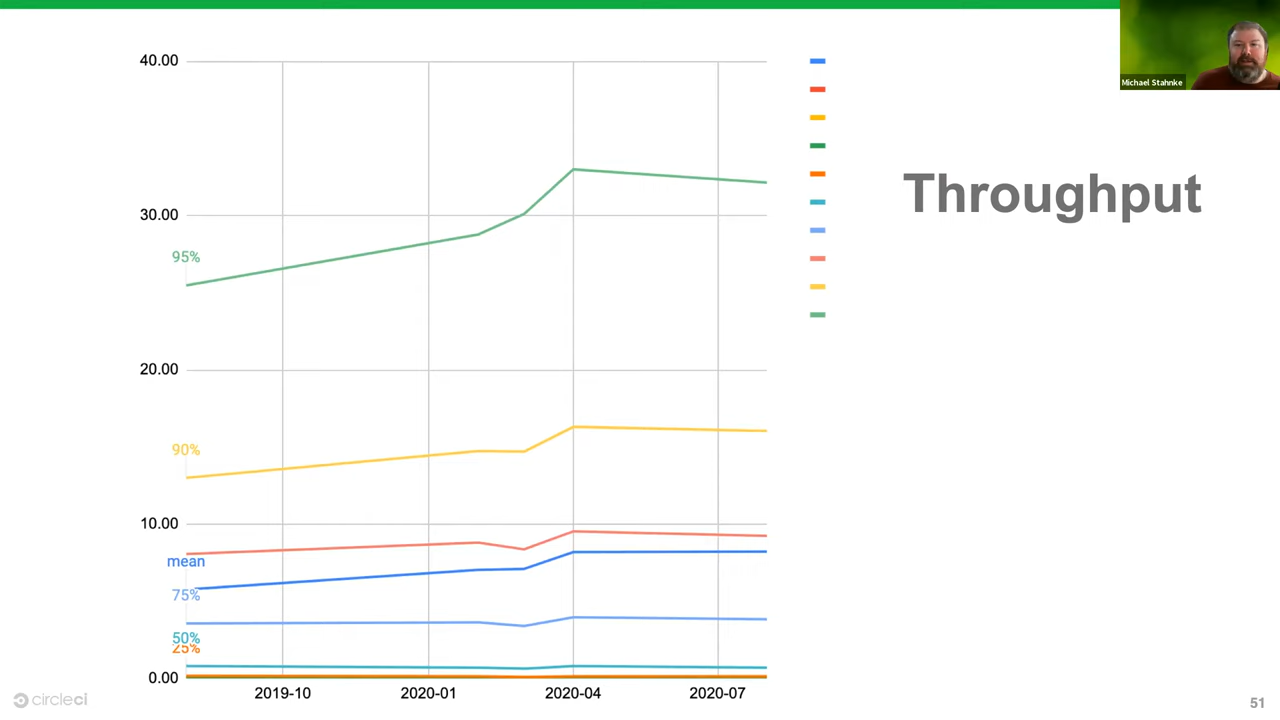 Michael Stahnke
Throughput
40.00
30.00
95%
20.00
90%
10.00
mean
75%
50%
25%
0.00
2019-10 2020-01 2020-04 2020-07
circleci
51